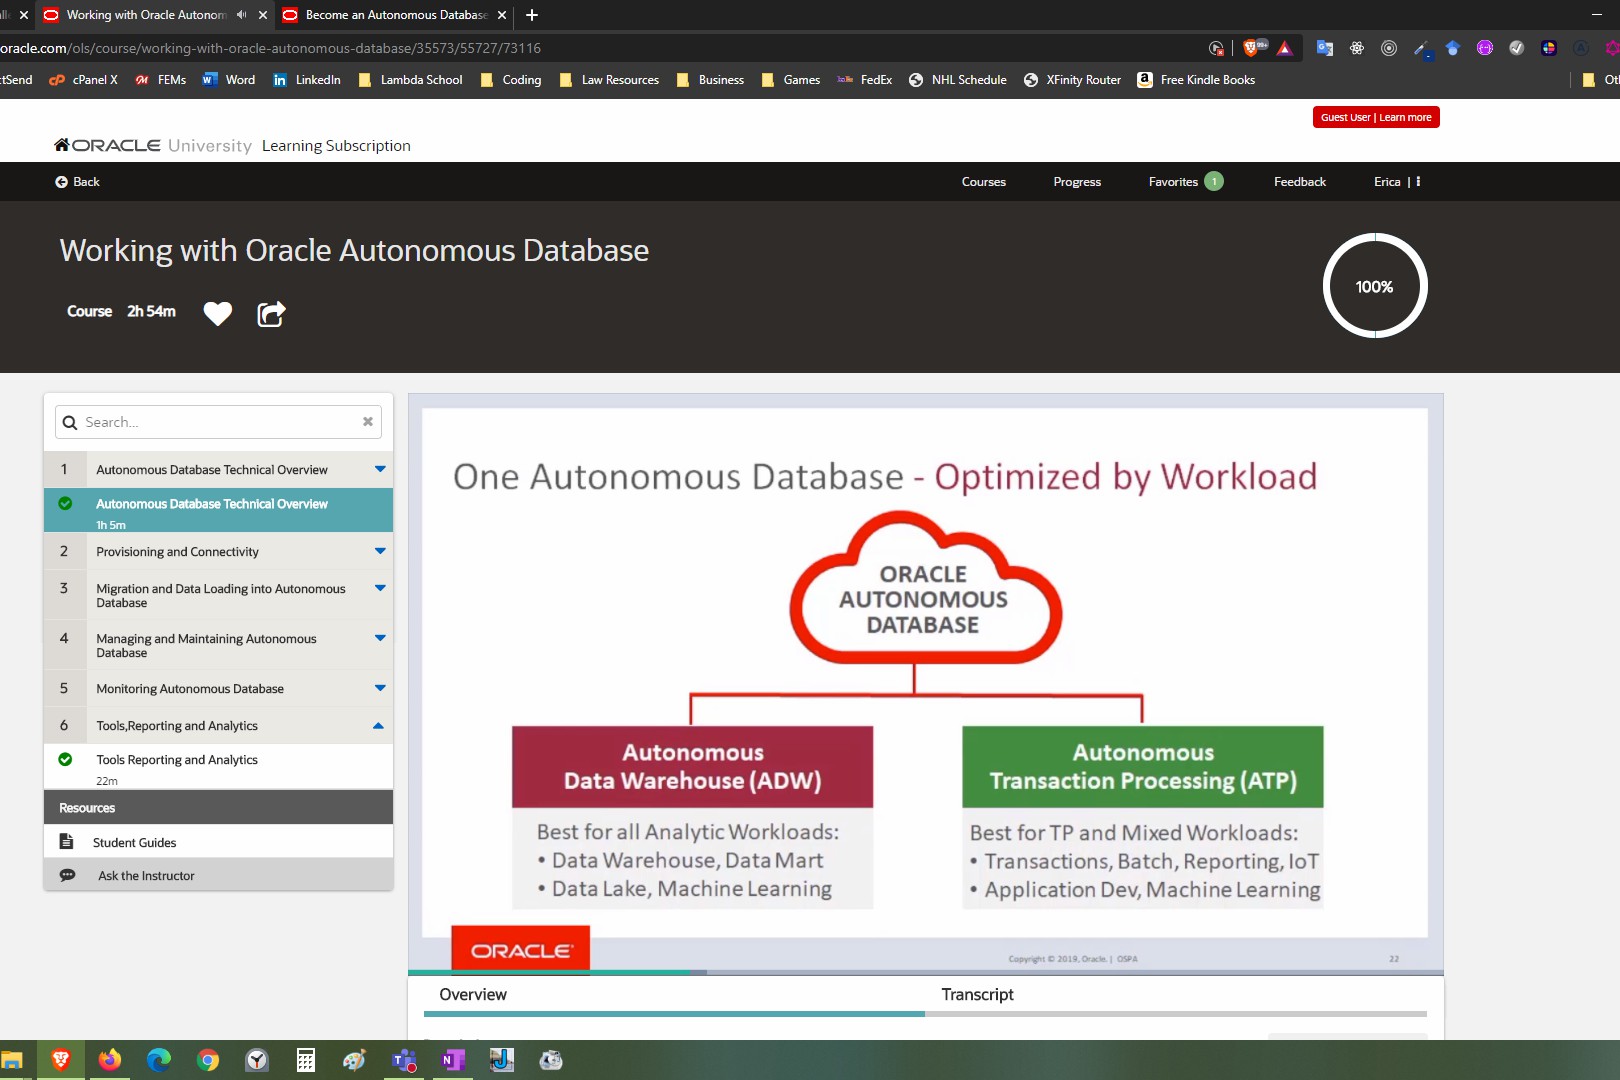 Working with Oracle Autonom
Become an Autonomous Database
oracle.com/ols/course/working-with-oracle-autonomous-database/35573/55727/73116
99+
ctSend
cPanel X
FEMs
Word
LinkedIn
Lambda School
Coding
Law Resources
Business
Games
FedEx
NHL Schedule
XFinity Router
Free Kindle Books
Guest User | Learn more
ORACLE University Learning Subscription
Back
Courses
Progress
Favorites 1
Feedback
Erica |
Working with Oracle Autonomous Database
Course 2h 54m
100%
Search...
1 Autonomous Database Technical Overview
Autonomous Database Technical Overview
1h 5m
2 Provisioning and Connectivity
3 Migration and Data Loading into Autonomous
Database
4 Managing and Maintaining Autonomous
Database
5 Monitoring Autonomous Database
6 Tools,Reporting and Analytics
Tools Reporting and Analytics
22m
Resources
Student Guides
Ask the Instructor
One Autonomous Database - Optimized by Workload
ORACLE
AUTONOMOUS
DATABASE
Autonomous
Data Warehouse (ADW)
Best for all Analytic Workloads:
• Data Warehouse, Data Mart
• Data Lake, Machine Learning
Autonomous
Transaction Processing (ATP)
Best for TP and Mixed Workloads:
• Transactions, Batch, Reporting, IoT
• Application Dev, Machine Learning
ORACLE
Copyright © 2019, Oracle. | OSPA
22
Overview
Transcript